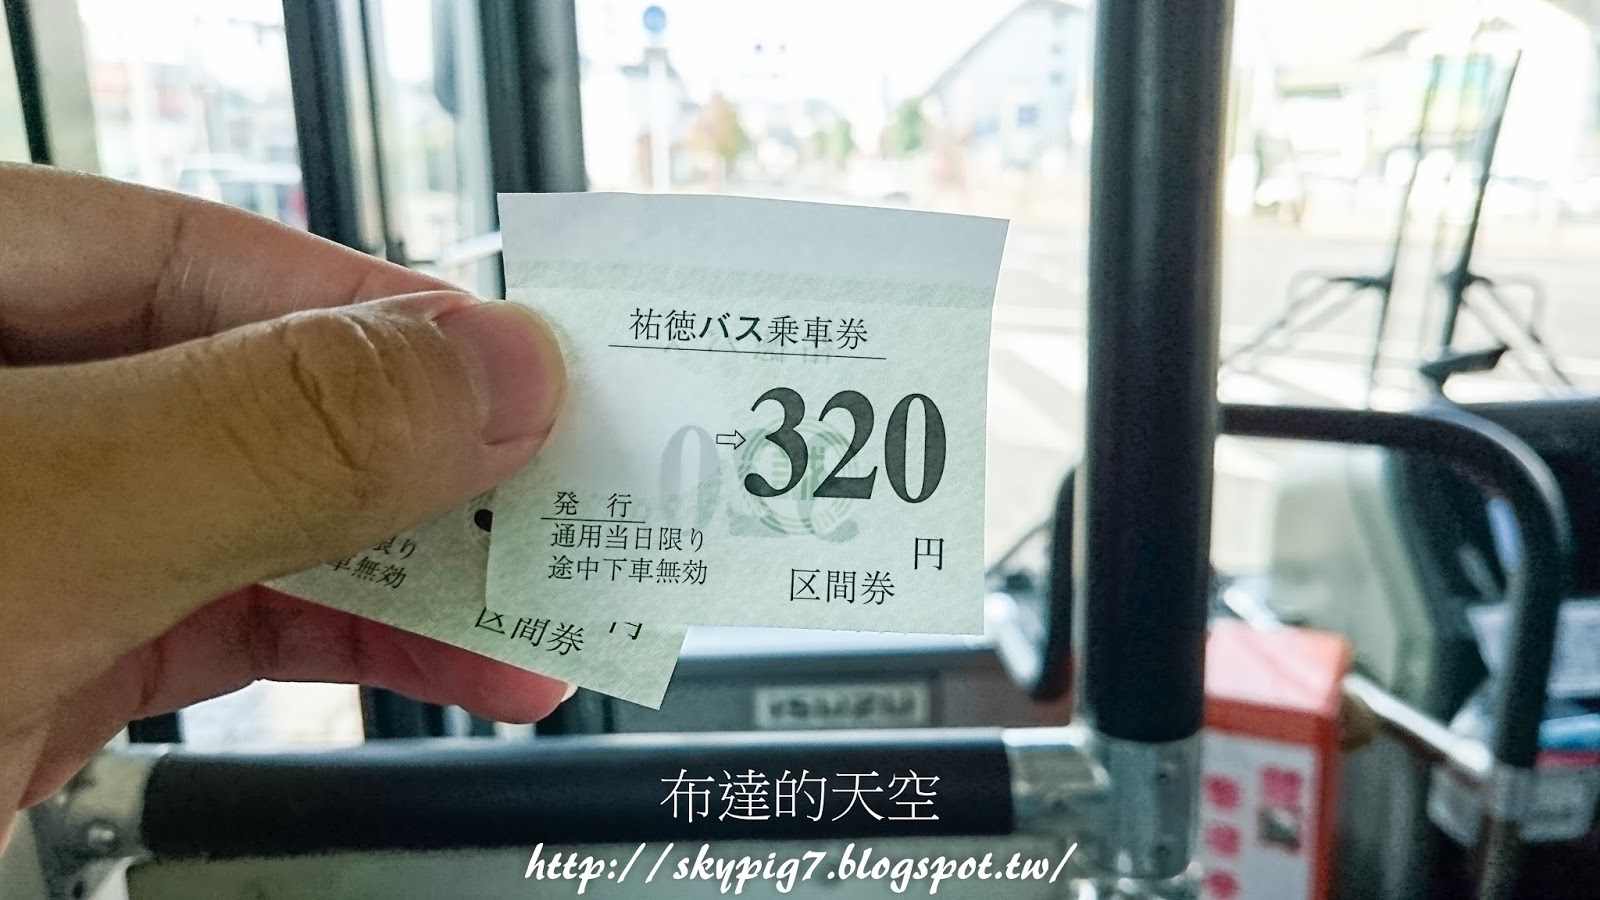 祐徳バス乗車券
⇨320
発 行
通用当日限り
途中下車無効
円
区間券
限り
車無効
区間券
円
ISUZU
布達的天空
http://skypig7.blogspot.tw/